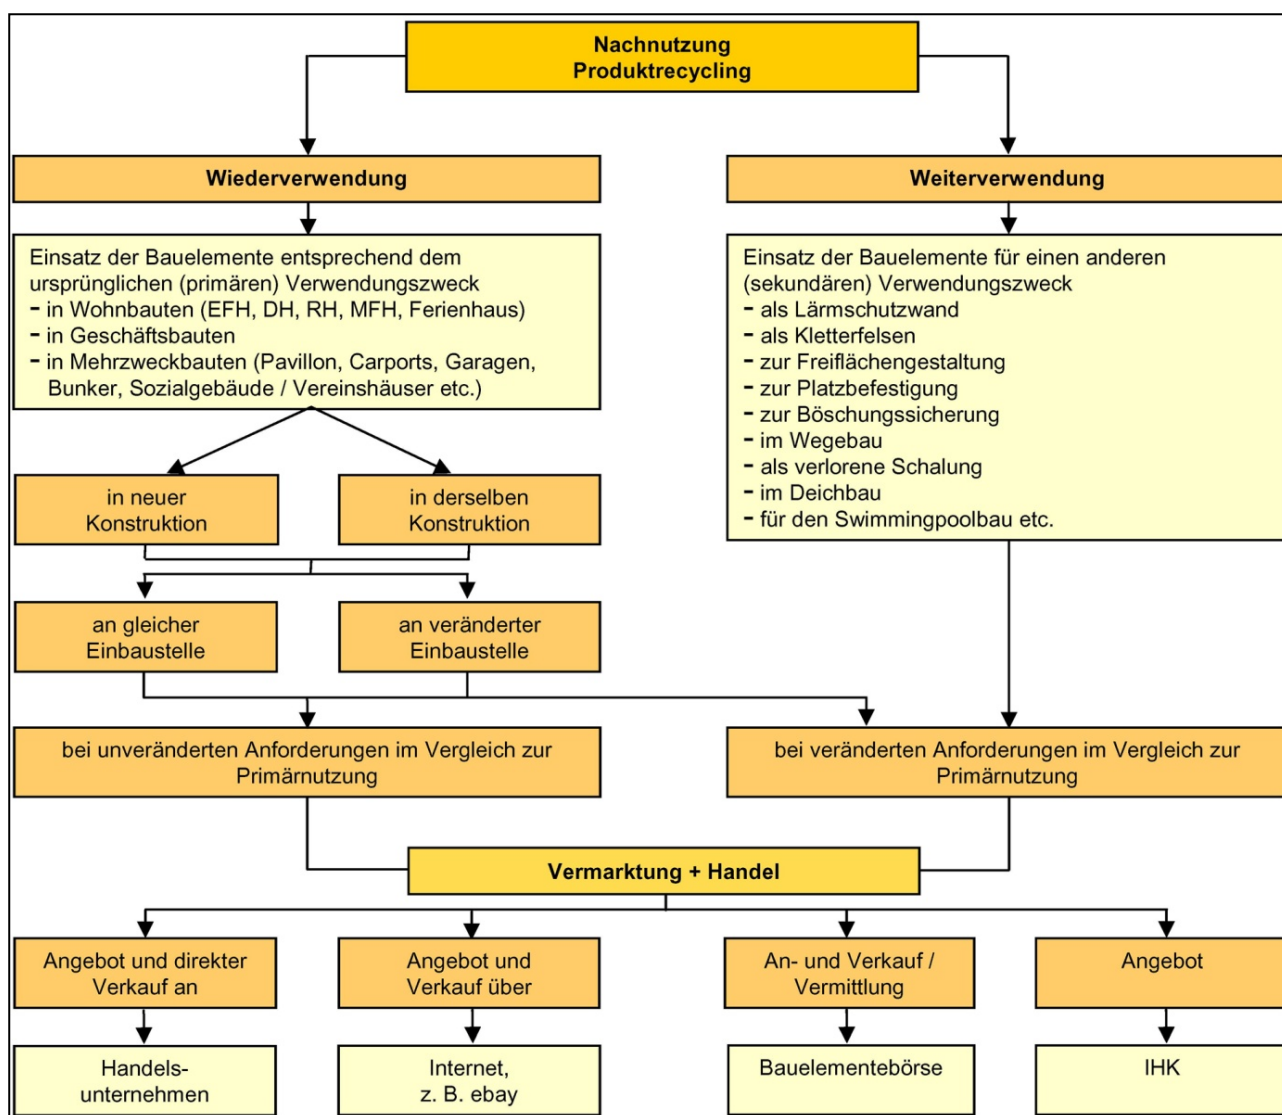 Nachnutzung
Produktrecycling
Wiederverwendung
Weiterverwendung
Einsatz der Bauelemente entsprechend dem
ursprünglichen (primären) Verwendungszweck
- in Wohnbauten (EFH, DH, RH, MFH, Ferienhaus)
- in Geschäftsbauten
- in Mehrzweckbauten (Pavillon, Carports, Garagen,
Bunker, Sozialgebäude / Vereinshäuser etc.)
Einsatz der Bauelemente für einen anderen
(sekundären) Verwendungszweck
- als Lärmschutzwand
- als Kletterfelsen
- zur Freiflächengestaltung
- zur Platzbefestigung
- zur Böschungssicherung
- im Wegebau
- als verlorene Schalung
- im Deichbau
- für den Swimmingpoolbau etc.
in neuer
Konstruktion
in derselben
Konstruktion
an gleicher
Einbaustelle
an veränderter
Einbaustelle
bei unveränderten Anforderungen im Vergleich zur
Primärnutzung
bei veränderten Anforderungen im Vergleich zur
Primärnutzung
Vermarktung + Handel
Angebot und direkter
Verkauf an
Angebot und
Verkauf über
An- und Verkauf /
Vermittlung
Angebot
Handels-
unternehmen
Internet,
z. B. ebay
Bauelementebörse
IHK